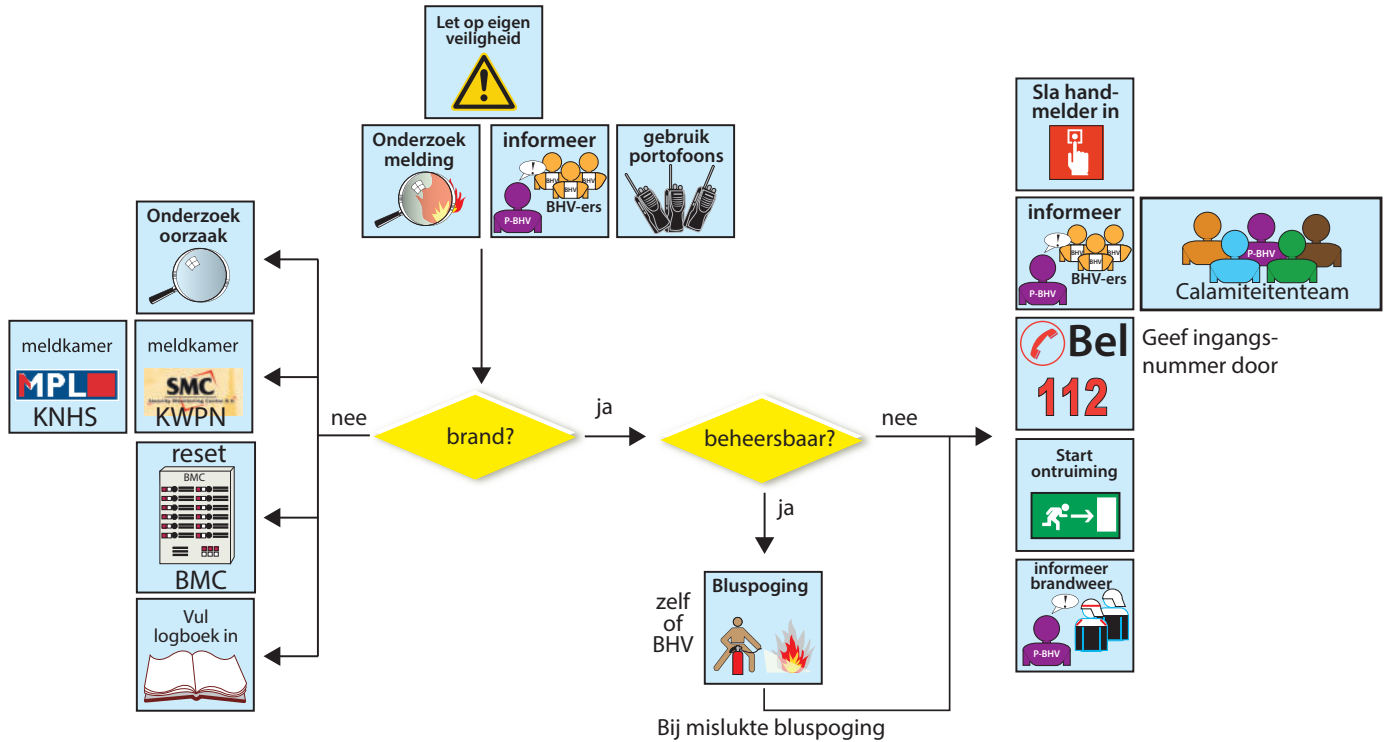 Let op eigen
veiligheid
Onderzoek
melding
informeer
!
P-BHV
BHV
BHV
BHV
BHV-ers
gebruik
portofoons
Onderzoek
oorzaak
meldkamer
MPL
KNHS
meldkamer
SMC
KWPN
reset
BMC
BMC
Vul
logboek in
nee
brand?
ja
beheersbaar?
nee
ja
zelf
of
BHV
Bluspoging
Bij mislukte bluspoging
Sla hand-
melder in
informeer
!
P-BHV
BHV
BHV
BHV
BHV-ers
P-BHV
Calamiteitenteam
Bel
112
Geef ingangs-
nummer door
Start
ontruiming
informeer
brandweer
!
P-BHV